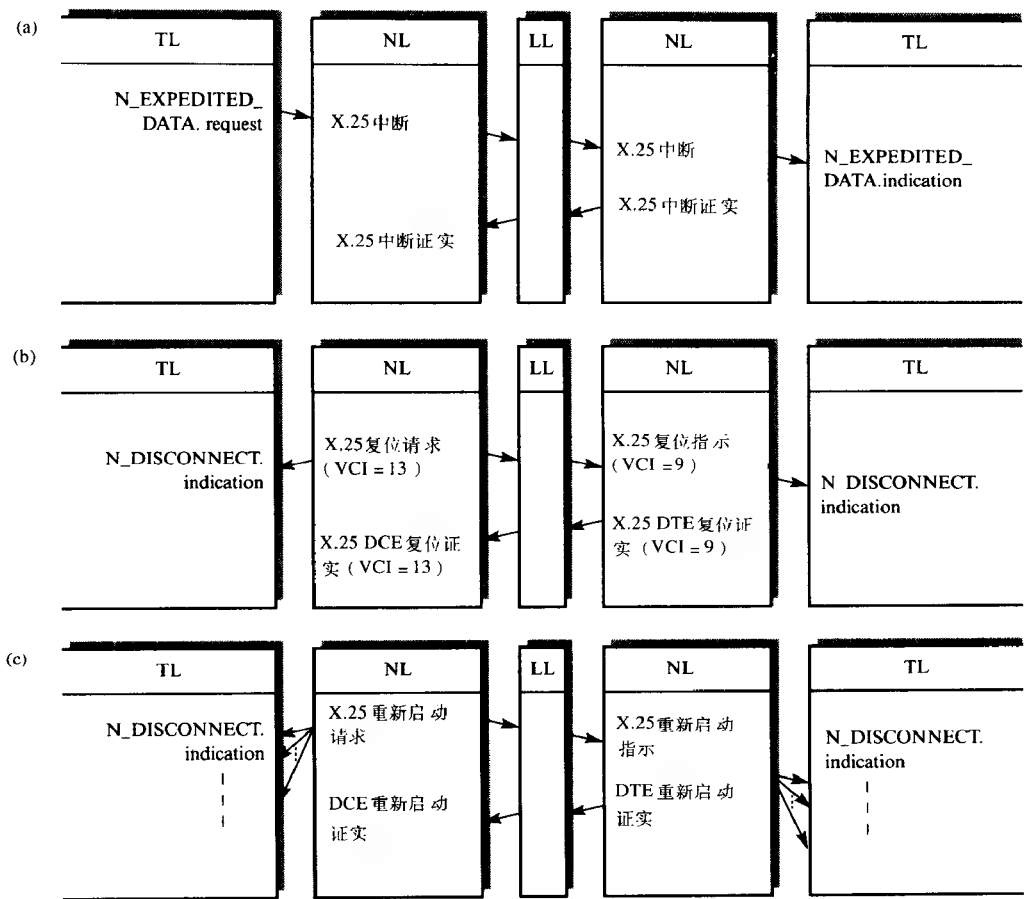 (a)
TL
NL
LL
NL
TL
N_EXPEDITED_
DATA. request
X.25中断
X.25中断
N_EXPEDITED_
DATA.indication
X.25中断证实
X.25中断证实
(b)
TL
NL
LL
NL
TL
N_DISCONNECT.
indication
X.25复位请求
(VCI = 13)
X.25复位指示
(VCI = 9)
N DISCONNECT.
indication
X.25 DCE复位证
实 (VCI = 13)
X.25 DTE复位证
实 (VCI = 9)
(c)
TL
NL
LL
NL
TL
N_DISCONNECT.
indication
X.25重新启动
请求
X.25重新启动
指示
N_DISCONNECT.
indication
DCE重新启动
证实
DTE重新启动
证实